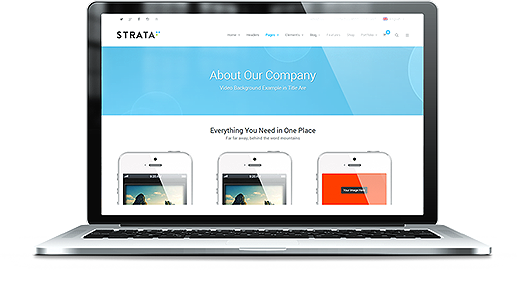 STRATA
Home Headers Pages Elements Blog Portfolio Shop Features
About Our Company
Video Background Example in Title Are
Everything You Need in One Place
Far far away, behind the word mountains
Your Image Here